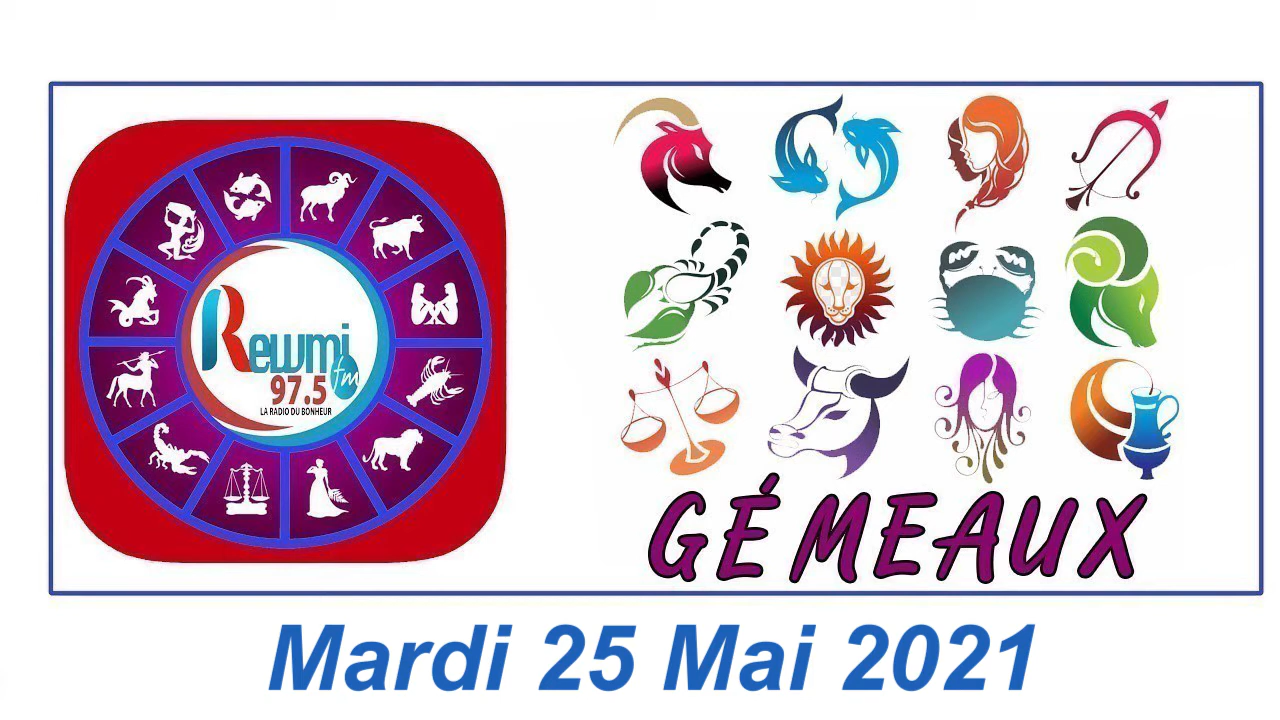 Rewmi
fm
97.5
LA RADIO DU BONHEUR
GÉMEAUX
Mardi 25 Mai 2021